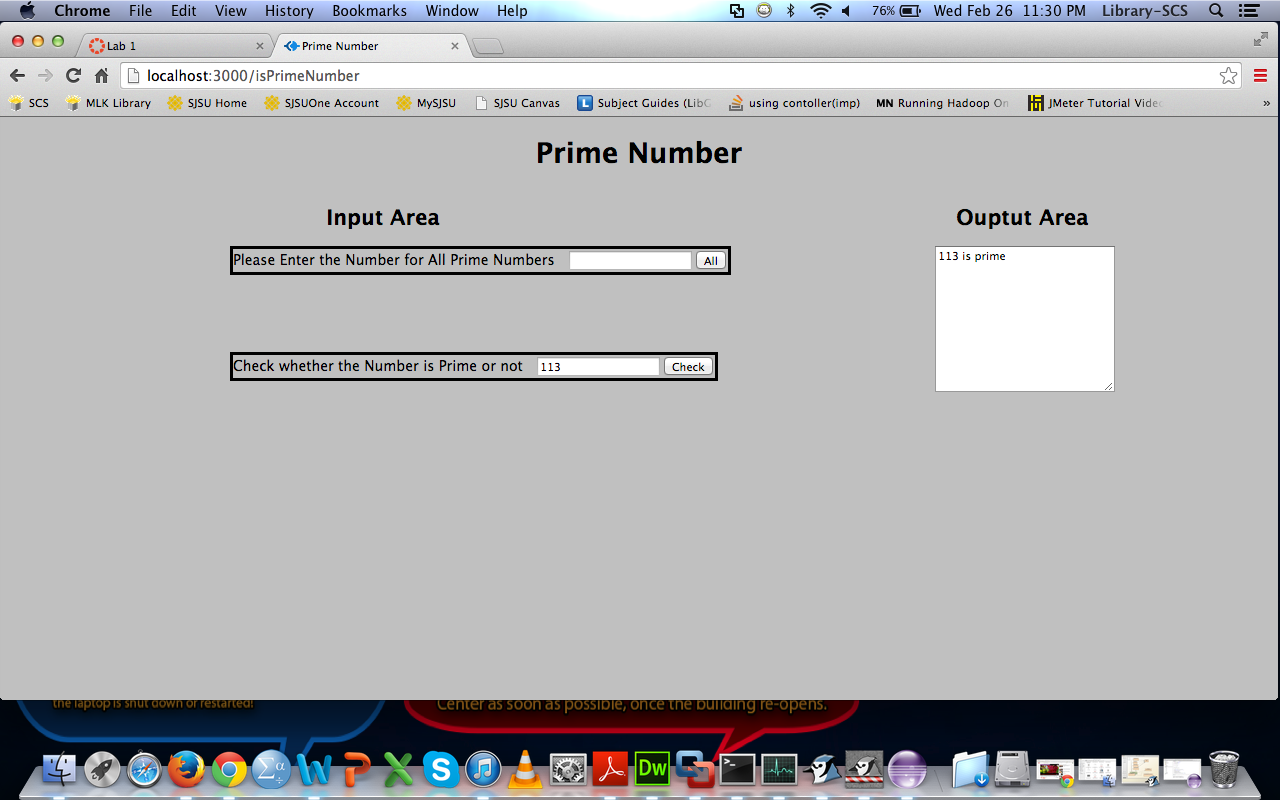 Chrome File Edit View History Bookmarks Window Help 76% Wed Feb 26 11:30 PM Library-SCS
Lab 1 Prime Number
localhost:3000/isPrimeNumber
SCS MLK Library SJSU Home SJSUOne Account MySJSU SJSU Canvas Subject Guides (LibG using contoller(imp) MN Running Hadoop On JMeter Tutorial Video »
Prime Number
Input Area
Ouptut Area
Please Enter the Number for All Prime Numbers All
113 is prime
Check whether the Number is Prime or not 113 Check
the laptop is shut down or restarted!
Center as soon as possible, once the building re-opens.
Dw